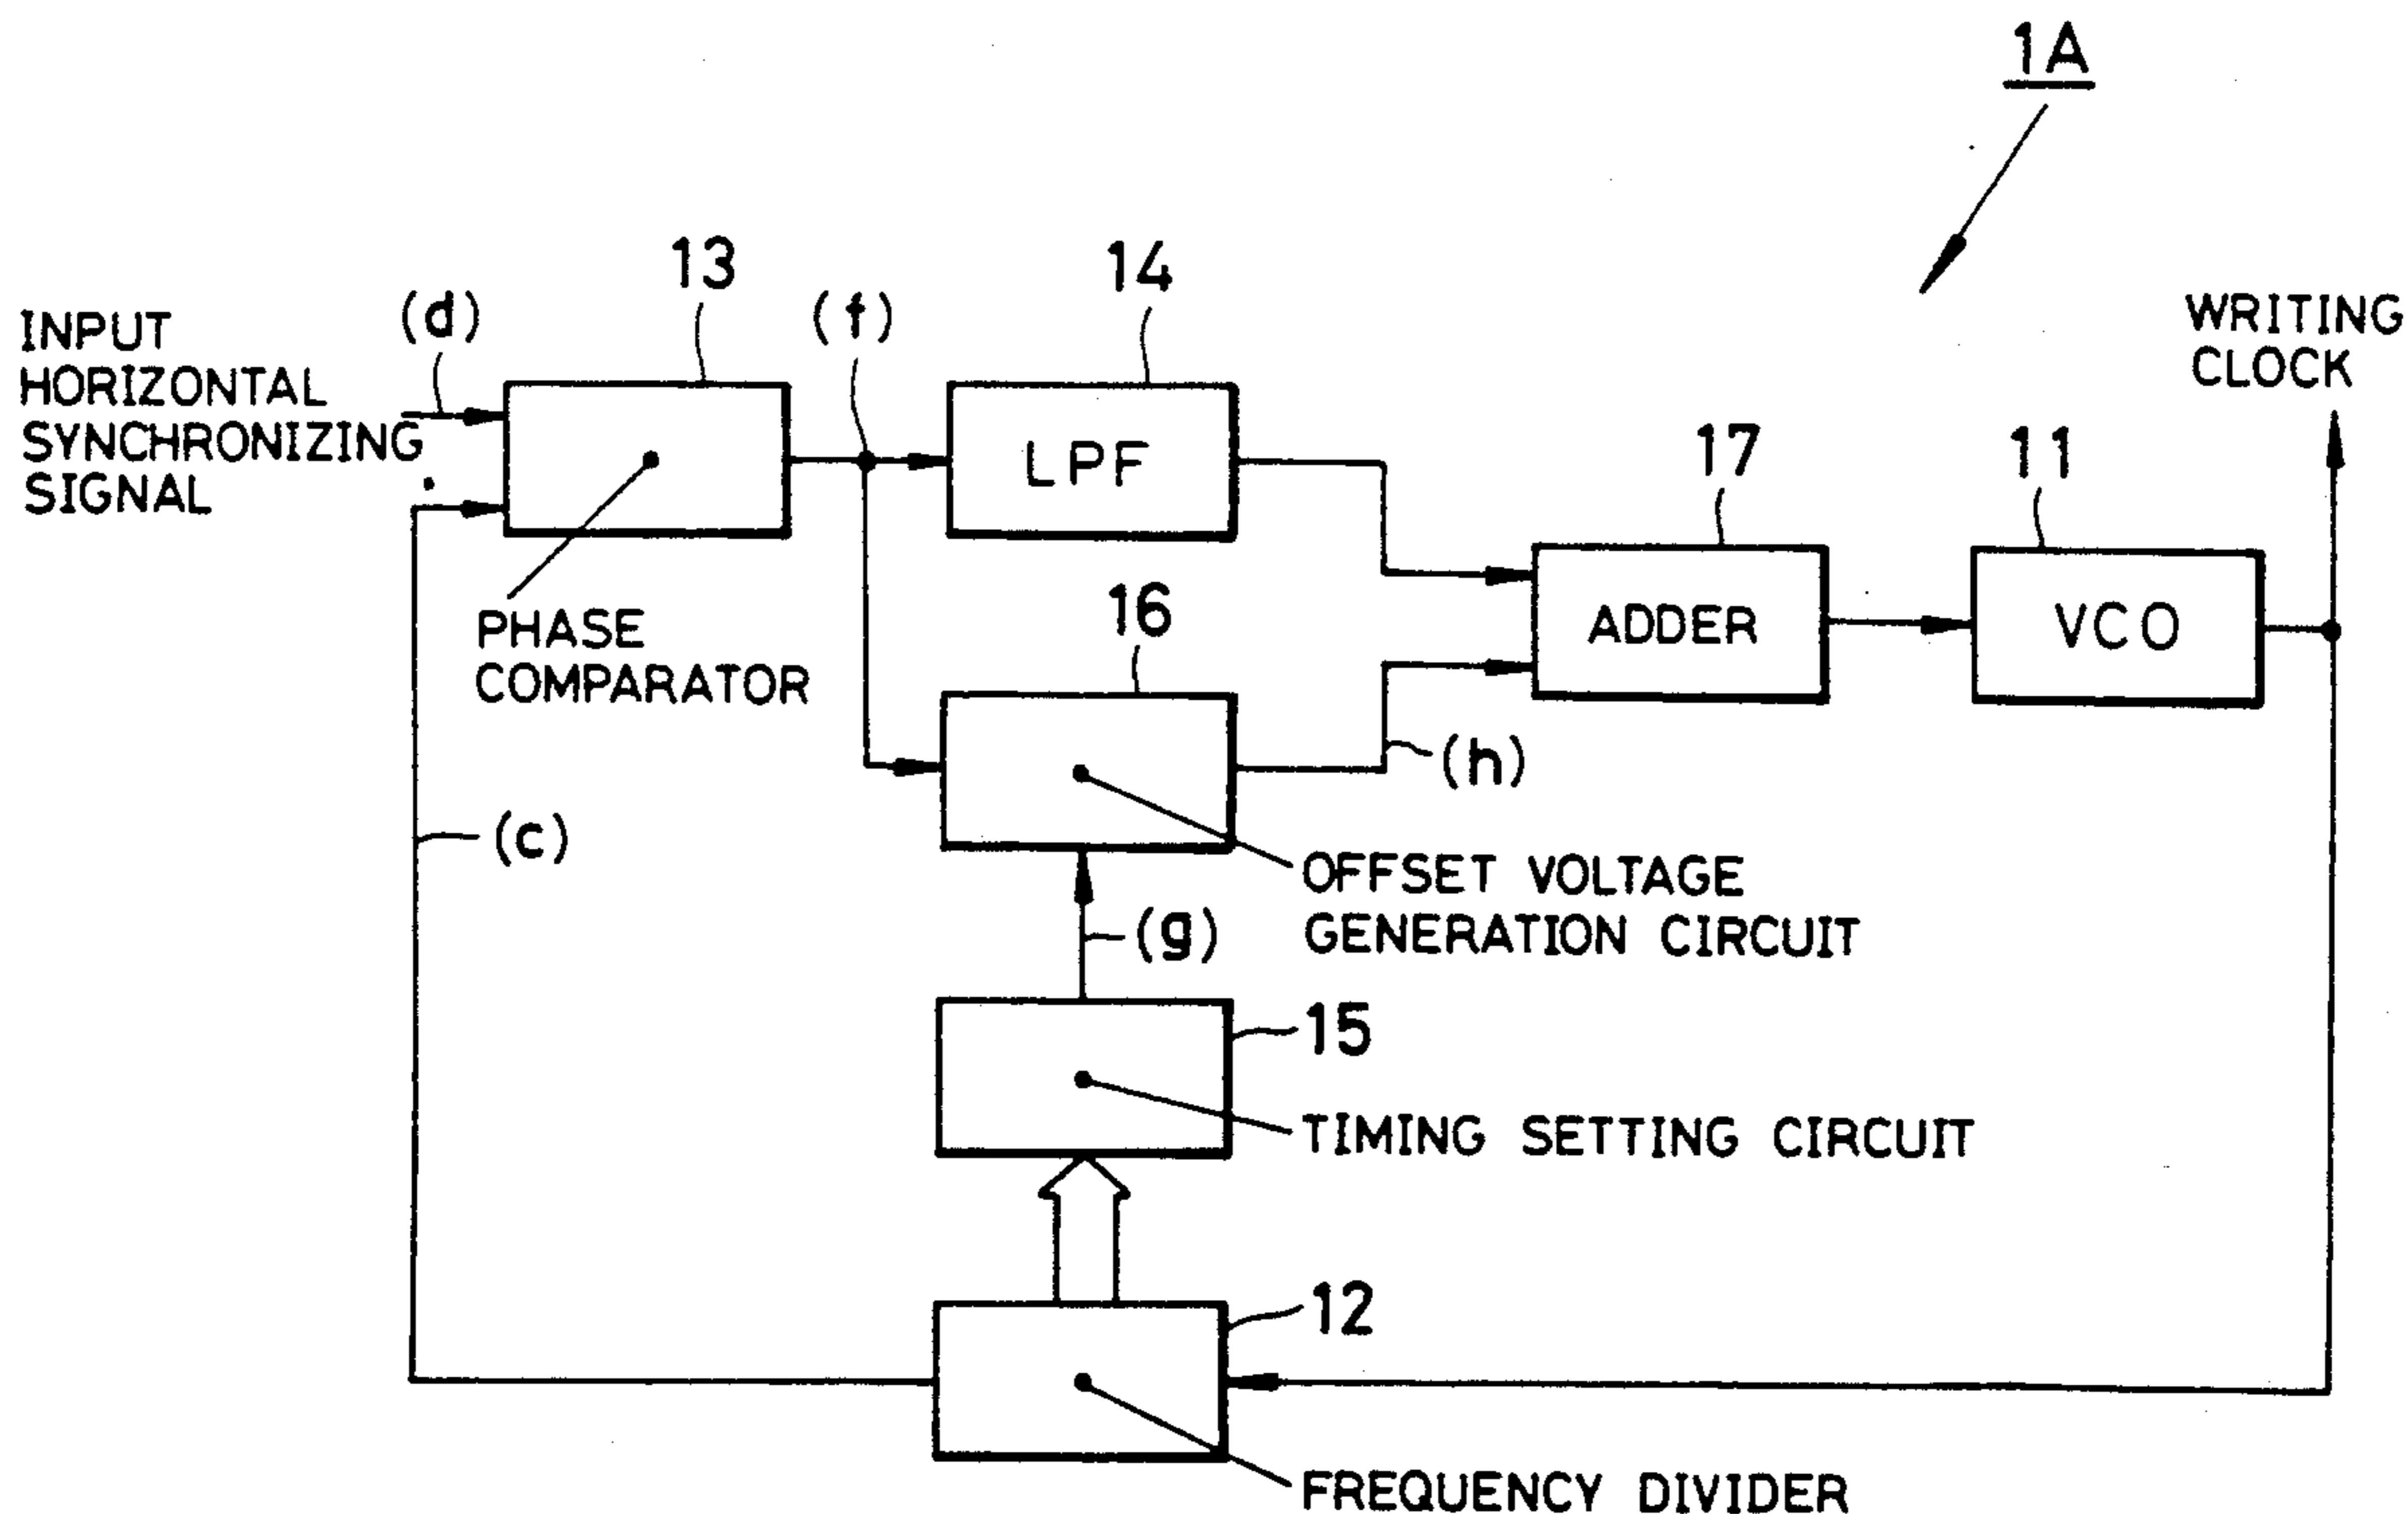 1A
13
14
(d)
(f)
INPUT
HORIZONTAL
SYNCHRONIZING
SIGNAL
WRITING
CLOCK
LPF
17
11
16
PHASE
COMPARATOR
ADDER
VCO
(h)
(c)
OFFSET VOLTAGE
GENERATION CIRCUIT
(g)
15
TIMING SETTING CIRCUIT
12
FREQUENCY DIVIDER